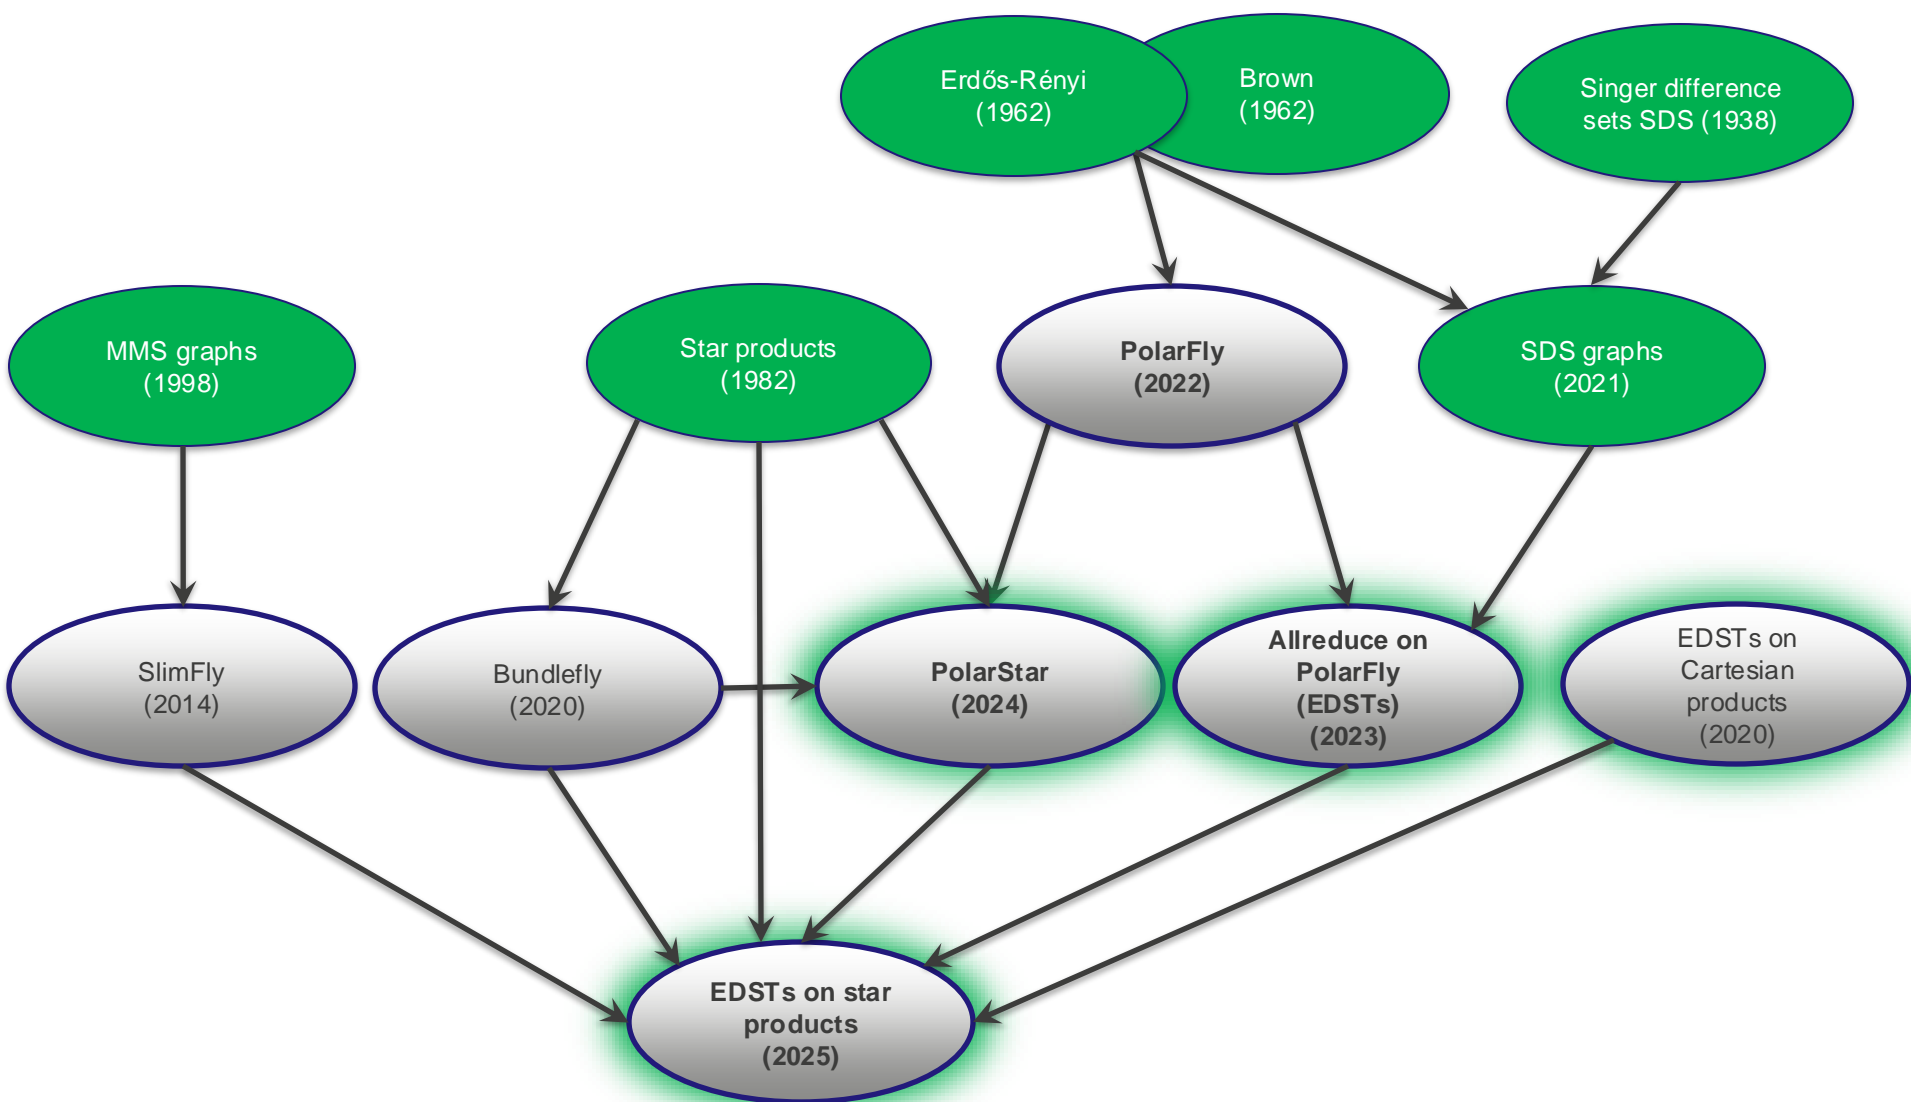 Erdős-Rényi
(1962)
Brown
(1962)
Singer difference
sets SDS (1938)
MMS graphs
(1998)
Star products
(1982)
PolarFly
(2022)
SDS graphs
(2021)
SlimFly
(2014)
Bundlefly
(2020)
PolarStar
(2024)
Allreduce on
PolarFly
(EDSTs)
(2023)
EDSTs on
Cartesian
products
(2020)
EDSTs on star
products
(2025)